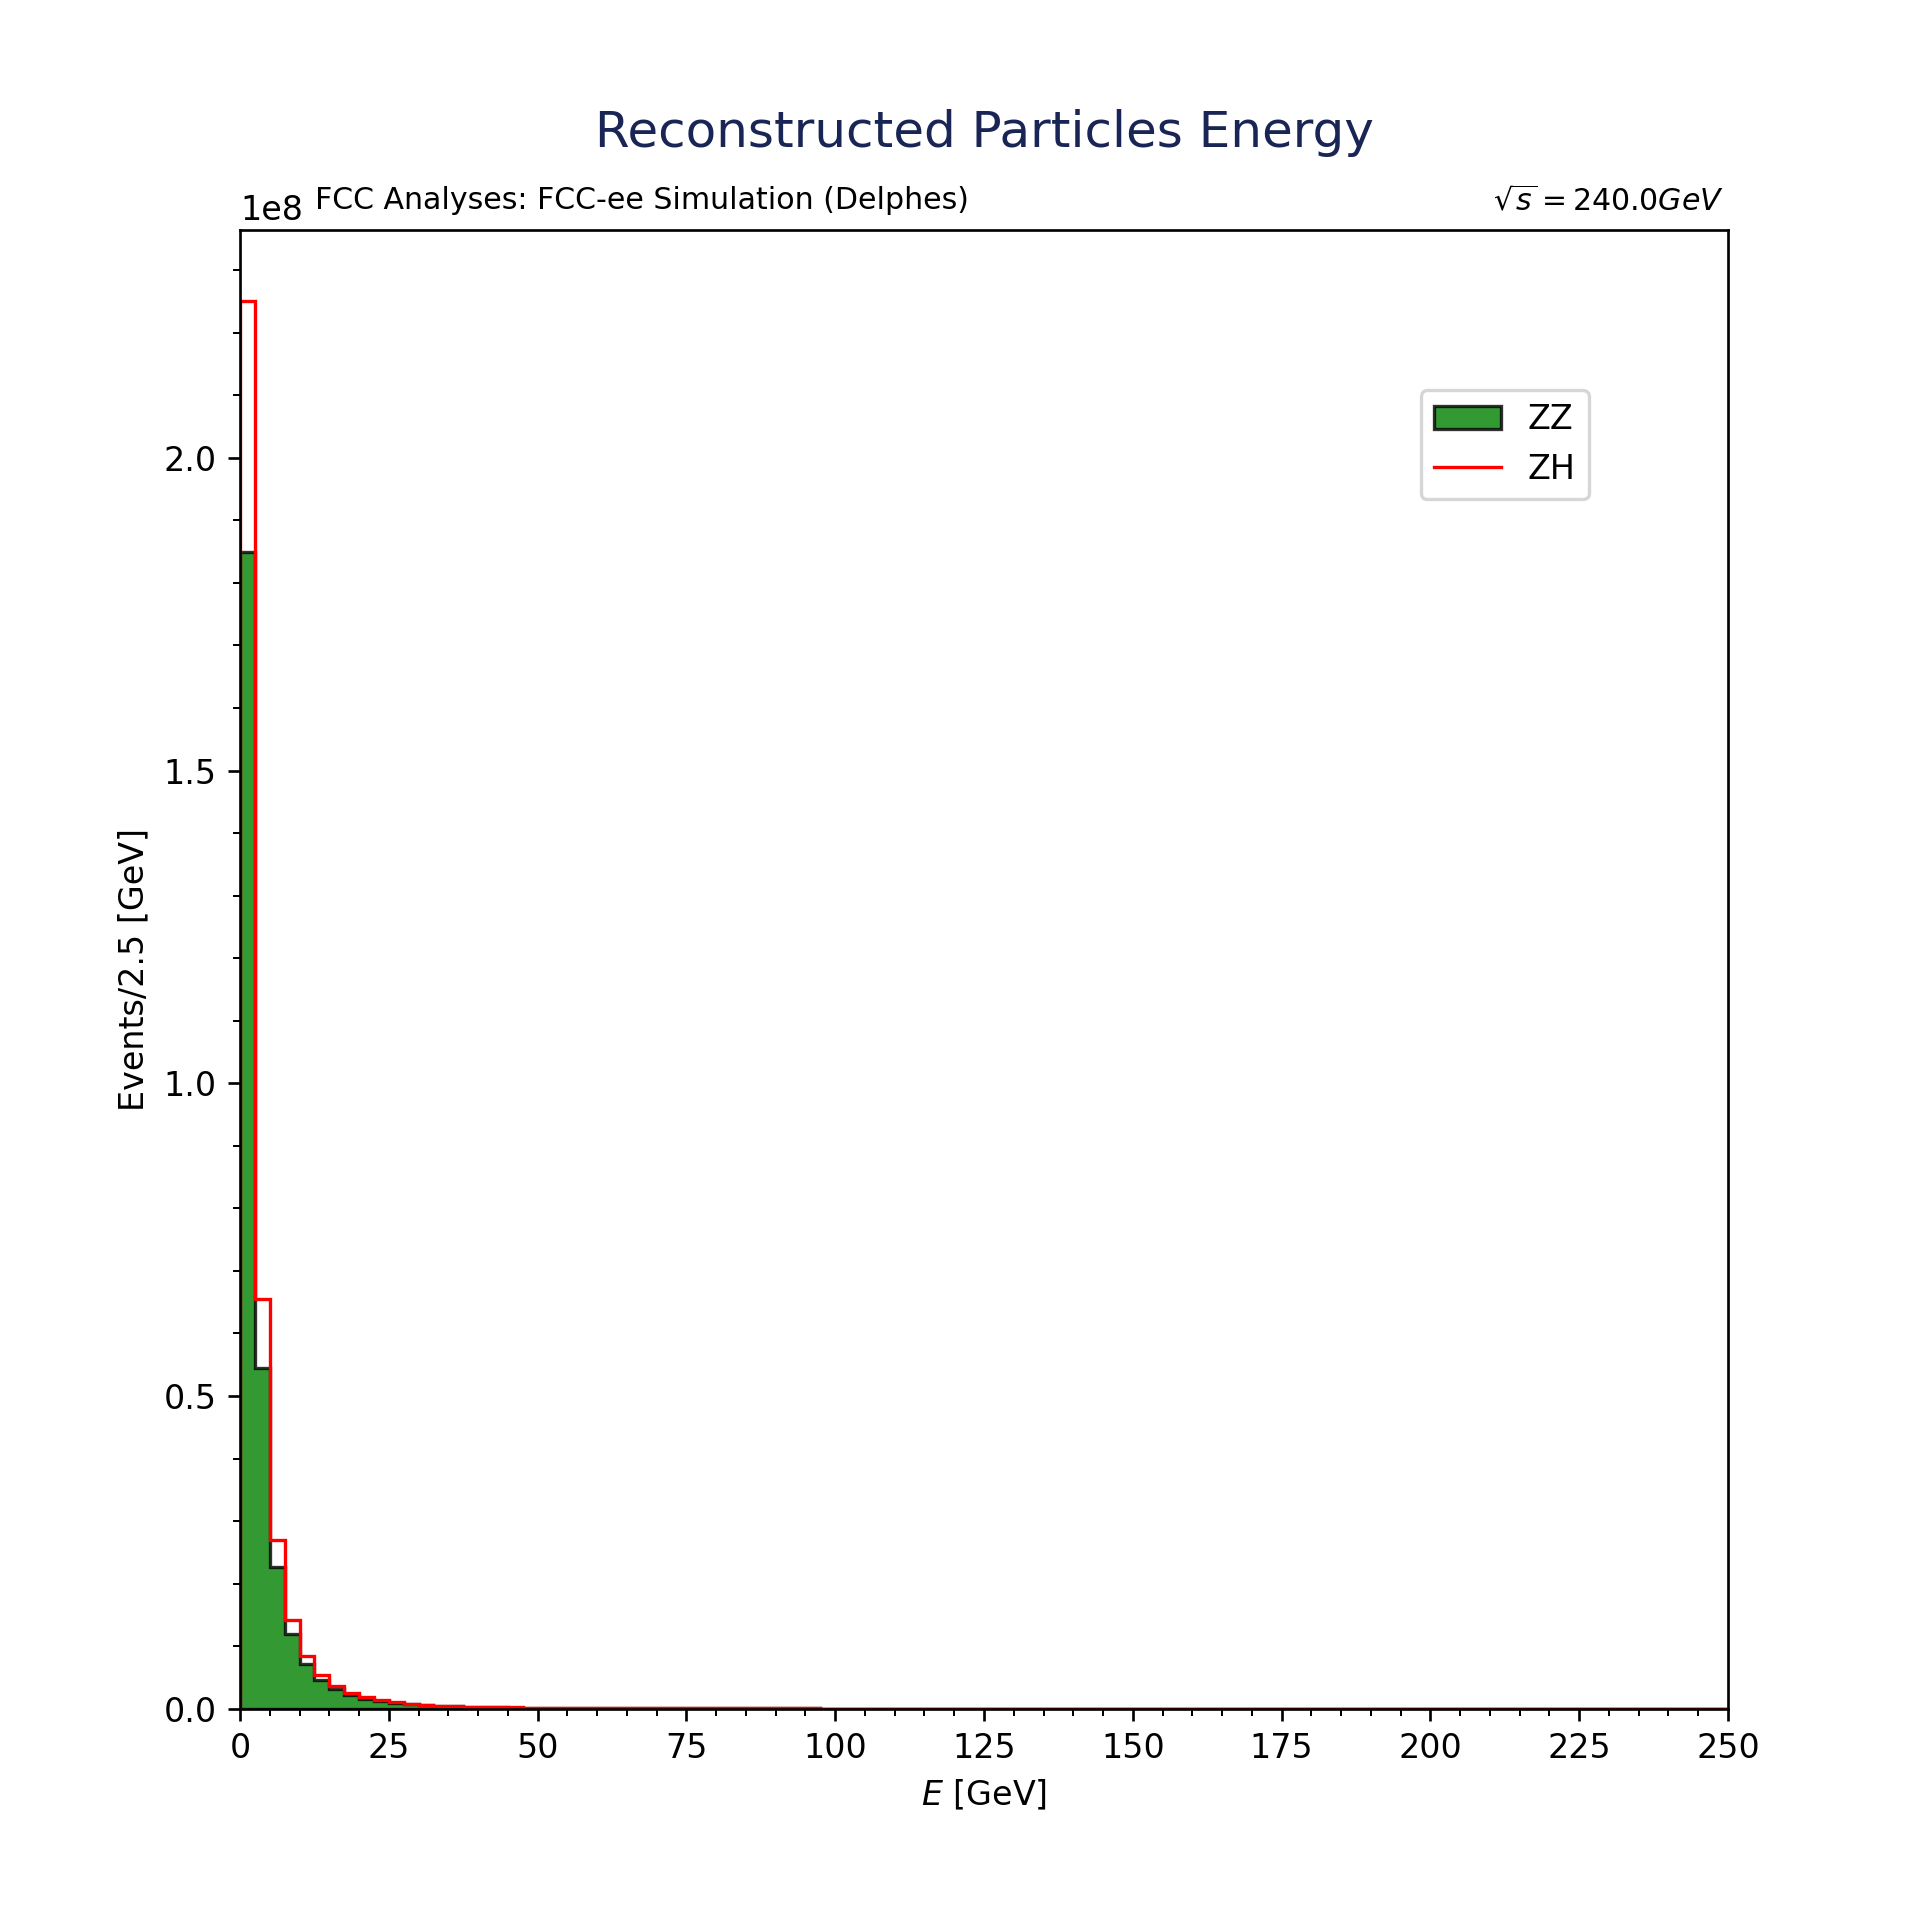 Reconstructed Particles Energy
1e8 FCC Analyses: FCC-ee Simulation (Delphes) √s = 240.0GeV
ZZ
ZH
2.0
1.5
1.0
0.5
0.0
Events/2.5 [GeV]
0 25 50 75 100 125 150 175 200 225 250
E [GeV]